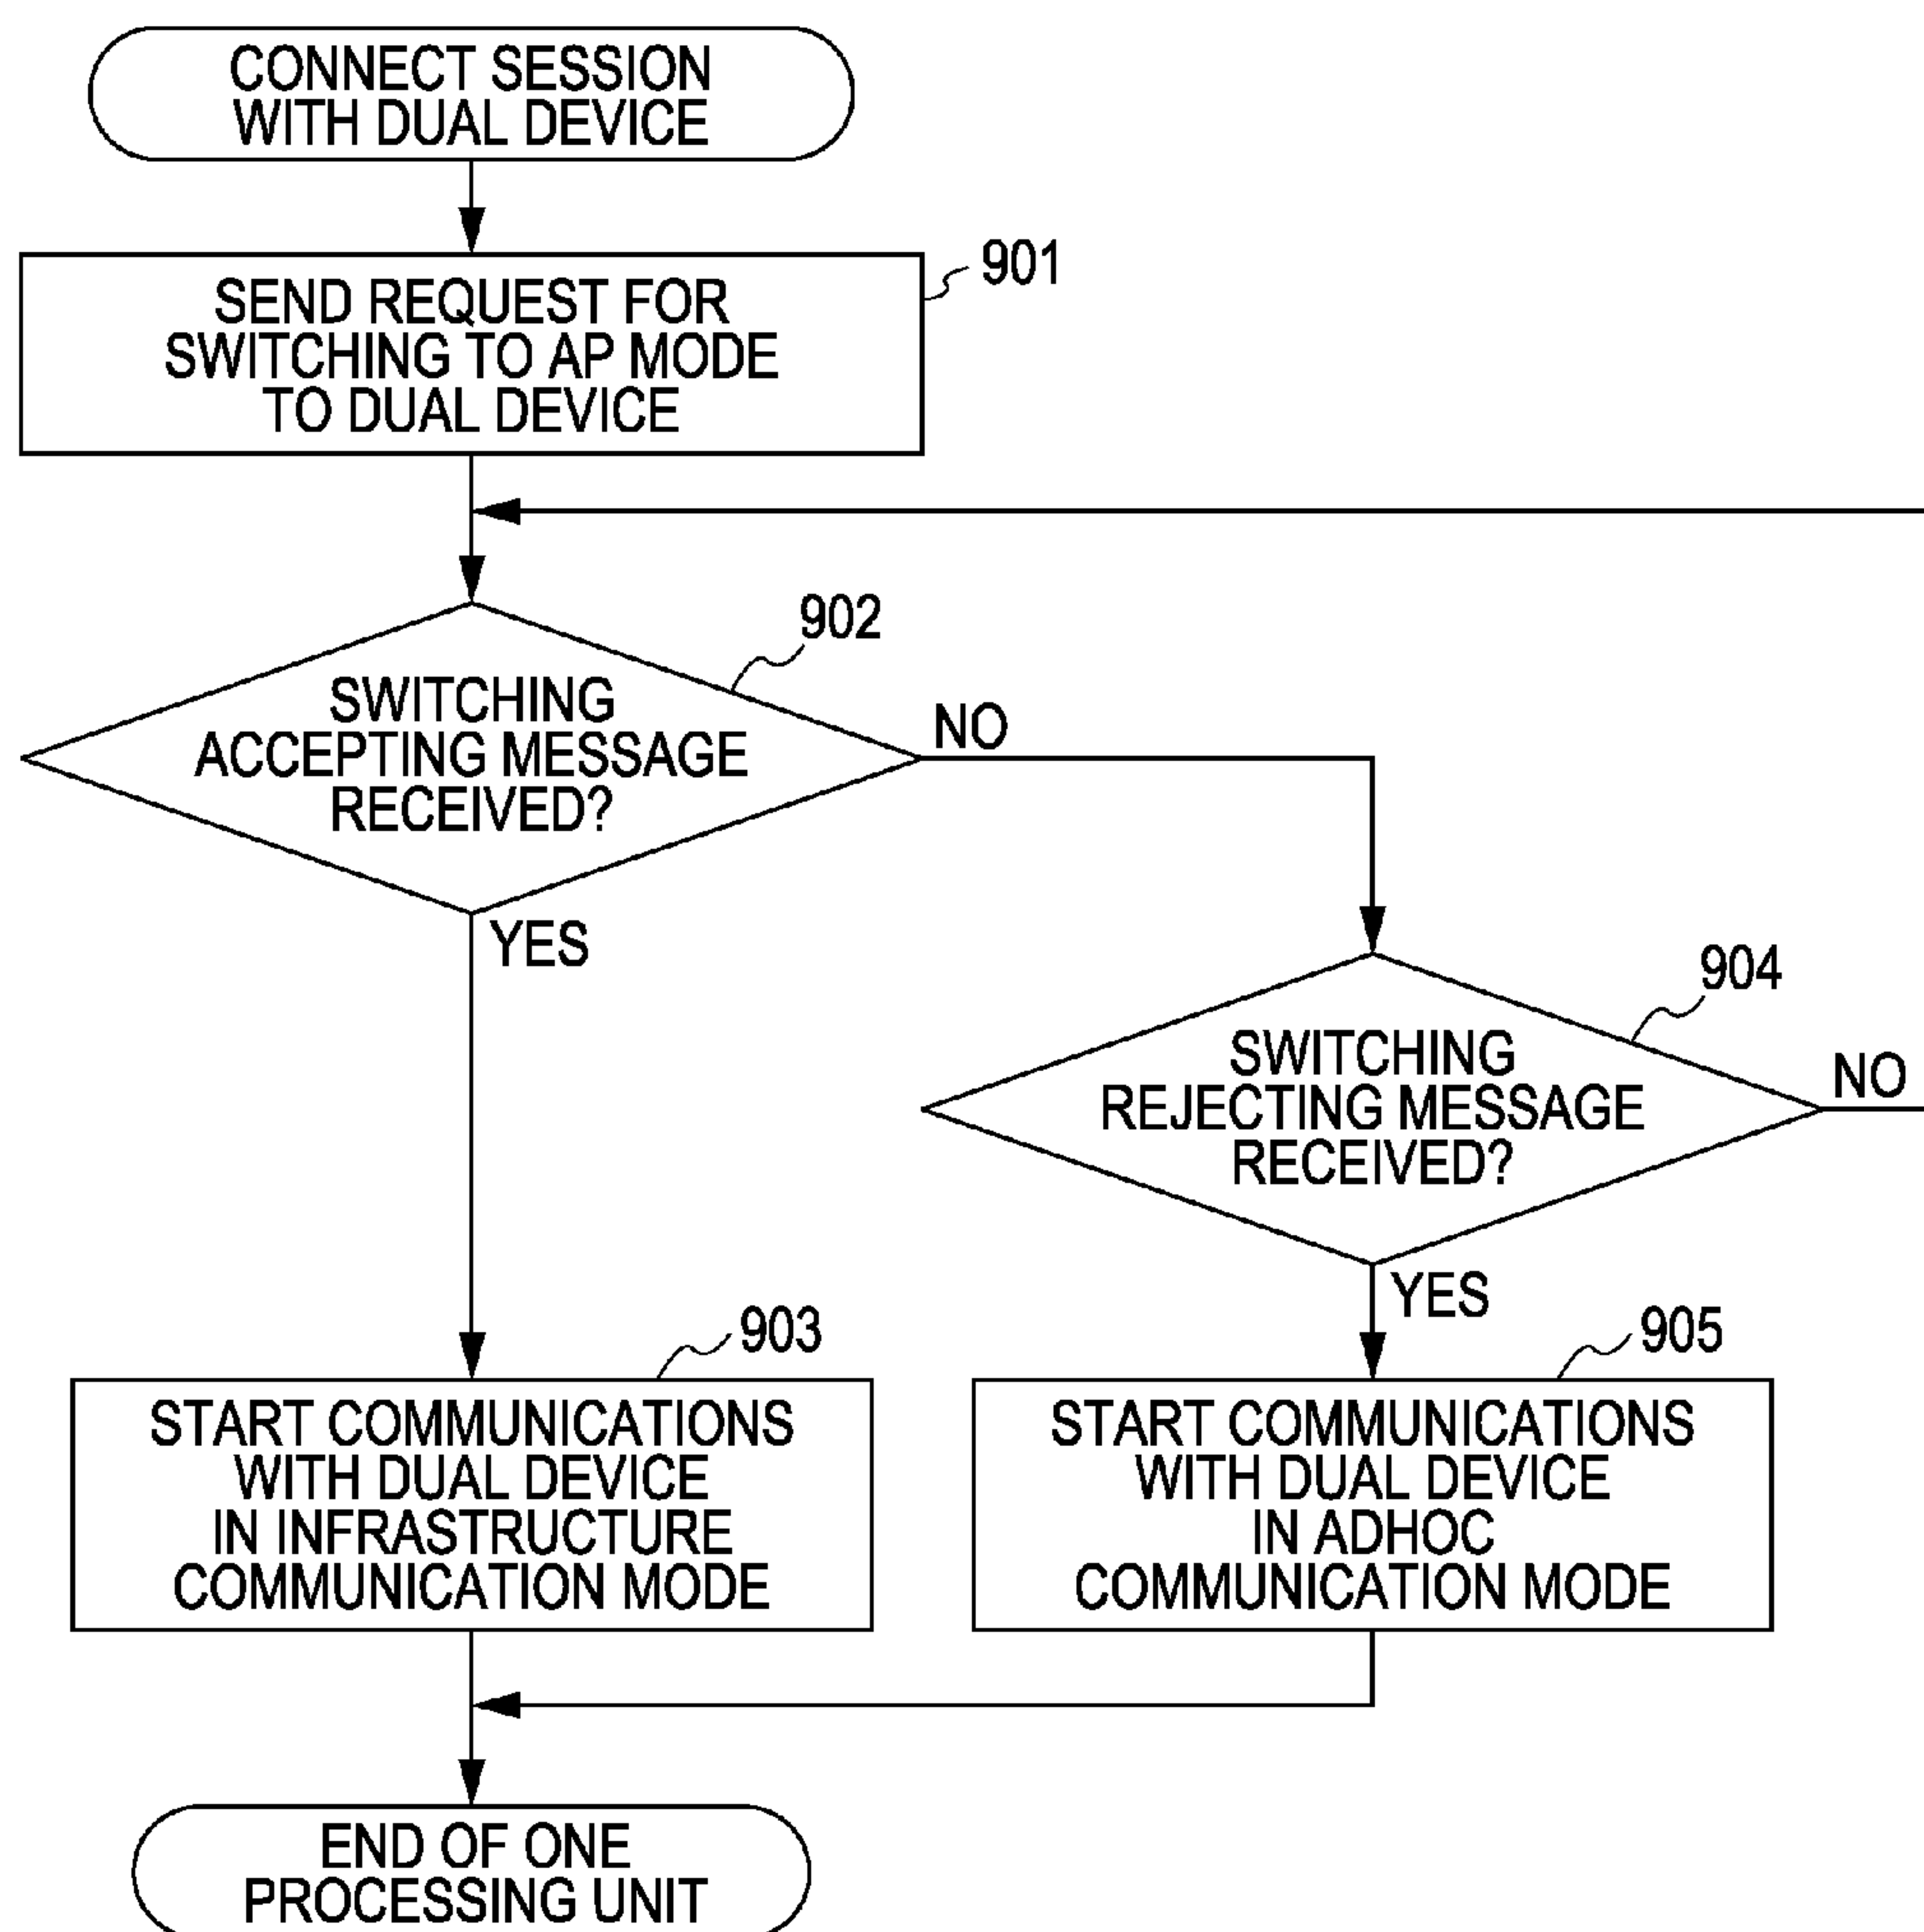 CONNECT SESSION
WITH DUAL DEVICE
901
SEND REQUEST FOR
SWITCHING TO AP MODE
TO DUAL DEVICE
902
SWITCHING
ACCEPTING MESSAGE
RECEIVED?
NO
YES
904
SWITCHING
REJECTING MESSAGE
RECEIVED?
NO
YES
903
START COMMUNICATIONS
WITH DUAL DEVICE
IN INFRASTRUCTURE
COMMUNICATION MODE
905
START COMMUNICATIONS
WITH DUAL DEVICE
IN ADHOC
COMMUNICATION MODE
END OF ONE
PROCESSING UNIT